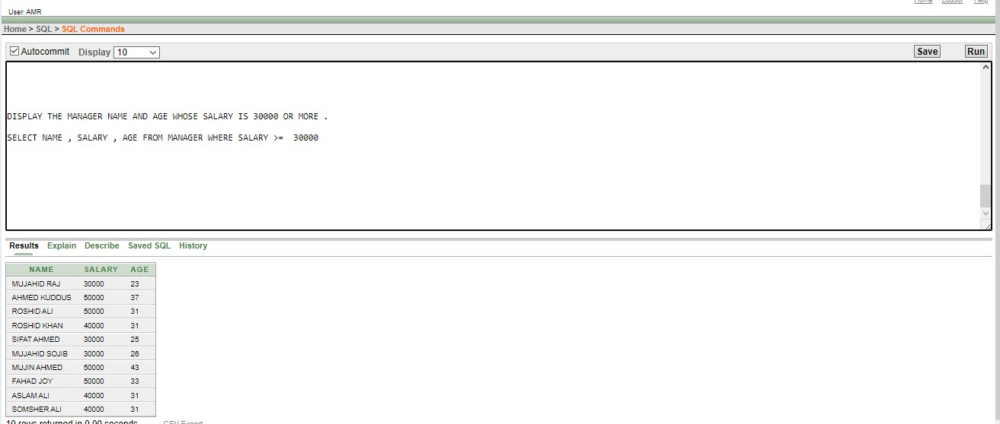 Home Logout Help
User: AMR
Home > SQL > SQL Commands
Autocommit Display 10 Save Run
DISPLAY THE MANAGER NAME AND AGE WHOSE SALARY IS 30000 OR MORE .
SELECT NAME , SALARY , AGE FROM MANAGER WHERE SALARY >= 30000
Results Explain Describe Saved SQL History
NAME SALARY AGE
MUJAHID RAJ 30000 23
AHMED KUDDUS 50000 37
ROSHID ALI 50000 31
ROSHID KHAN 40000 31
SIFAT AHMED 30000 25
MUJAHID SOJIB 30000 26
MUJIN AHMED 50000 43
FAHAD JOY 50000 33
ASLAM ALI 40000 31
SOMSHER ALI 40000 31
10 rows returned in 0.00 seconds CSV Export